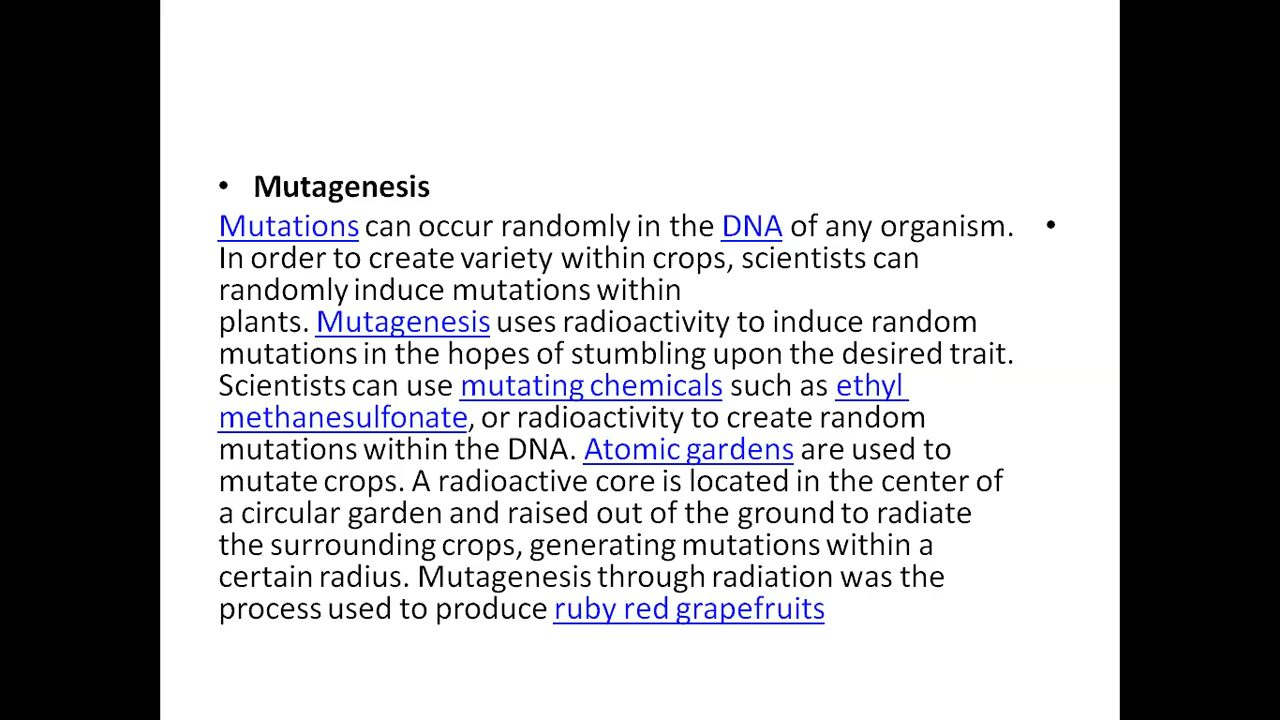 • Mutagenesis
Mutations can occur randomly in the DNA of any organism. •
In order to create variety within crops, scientists can
randomly induce mutations within
plants. Mutagenesis uses radioactivity to induce random
mutations in the hopes of stumbling upon the desired trait.
Scientists can use mutating chemicals such as ethyl
methanesulfonate, or radioactivity to create random
mutations within the DNA. Atomic gardens are used to
mutate crops. A radioactive core is located in the center of
a circular garden and raised out of the ground to radiate
the surrounding crops, generating mutations within a
certain radius. Mutagenesis through radiation was the
process used to produce ruby red grapefruits